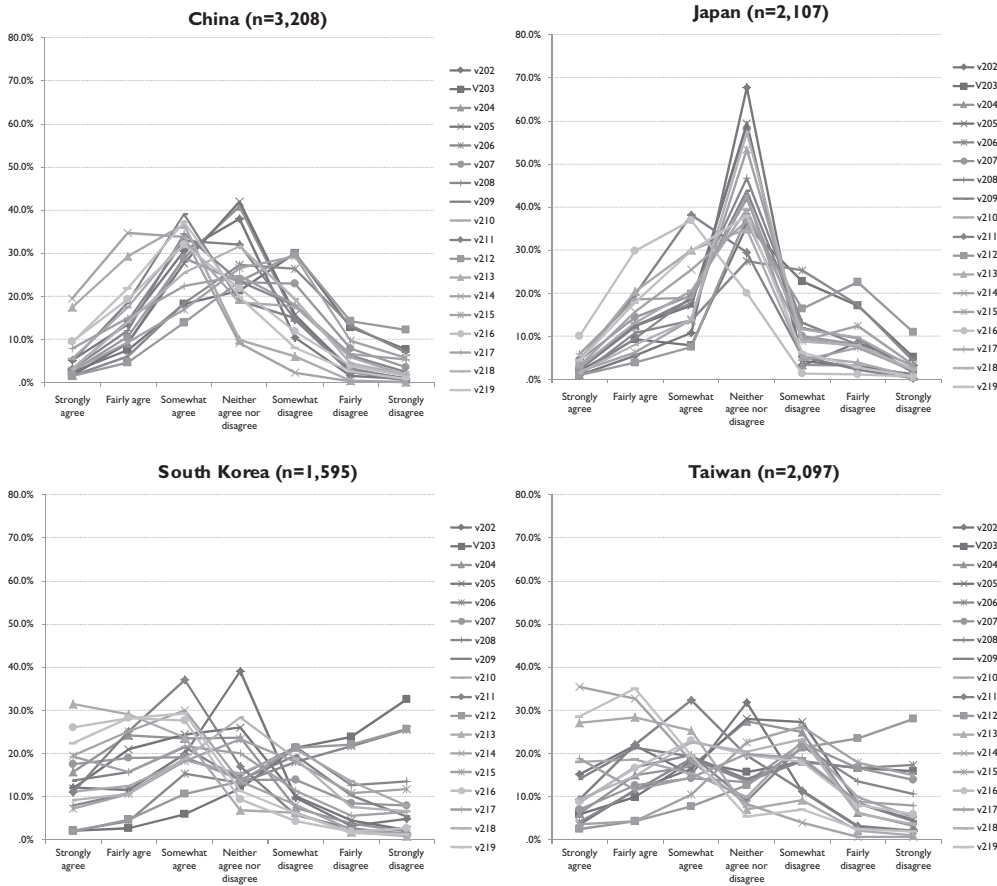 China (n=3,208)
80.0%
70.0%
60.0%
50.0%
40.0%
30.0%
20.0%
10.0%
.0%
Strongly agree
Fairly agre
Somewhat agree
Neither agree nor disagree
Somewhat disagree
Fairly disagree
Strongly disagree
v202
V203
v204
v205
v206
v207
v208
v209
v210
v211
v212
v213
v214
v215
v216
v217
v218
v219
Japan (n=2,107)
80.0%
70.0%
60.0%
50.0%
40.0%
30.0%
20.0%
10.0%
.0%
Strongly agree
Fairly agre
Somewhat agree
Neither agree nor disagree
Somewhat disagree
Fairly disagree
Strongly disagree
v202
V203
v204
v205
v206
v207
v208
v209
v210
v211
v212
v213
v214
v215
v216
v217
v218
v219
South Korea (n=1,595)
80.0%
70.0%
60.0%
50.0%
40.0%
30.0%
20.0%
10.0%
.0%
Strongly agree
Fairly agre
Somewhat agree
Neither agree nor disagree
Somewhat disagree
Fairly disagree
Strongly disagree
v202
V203
v204
v205
v206
v207
v208
v209
v210
v211
v212
v213
v214
v215
v216
v217
v218
v219
Taiwan (n=2,097)
80.0%
70.0%
60.0%
50.0%
40.0%
30.0%
20.0%
10.0%
.0%
Strongly agree
Fairly agre
Somewhat agree
Neither agree nor disagree
Somewhat disagree
Fairly disagree
Strongly disagree
v202
V203
v204
v205
v206
v207
v208
v209
v210
v211
v212
v213
v214
v215
v216
v217
v218
v219